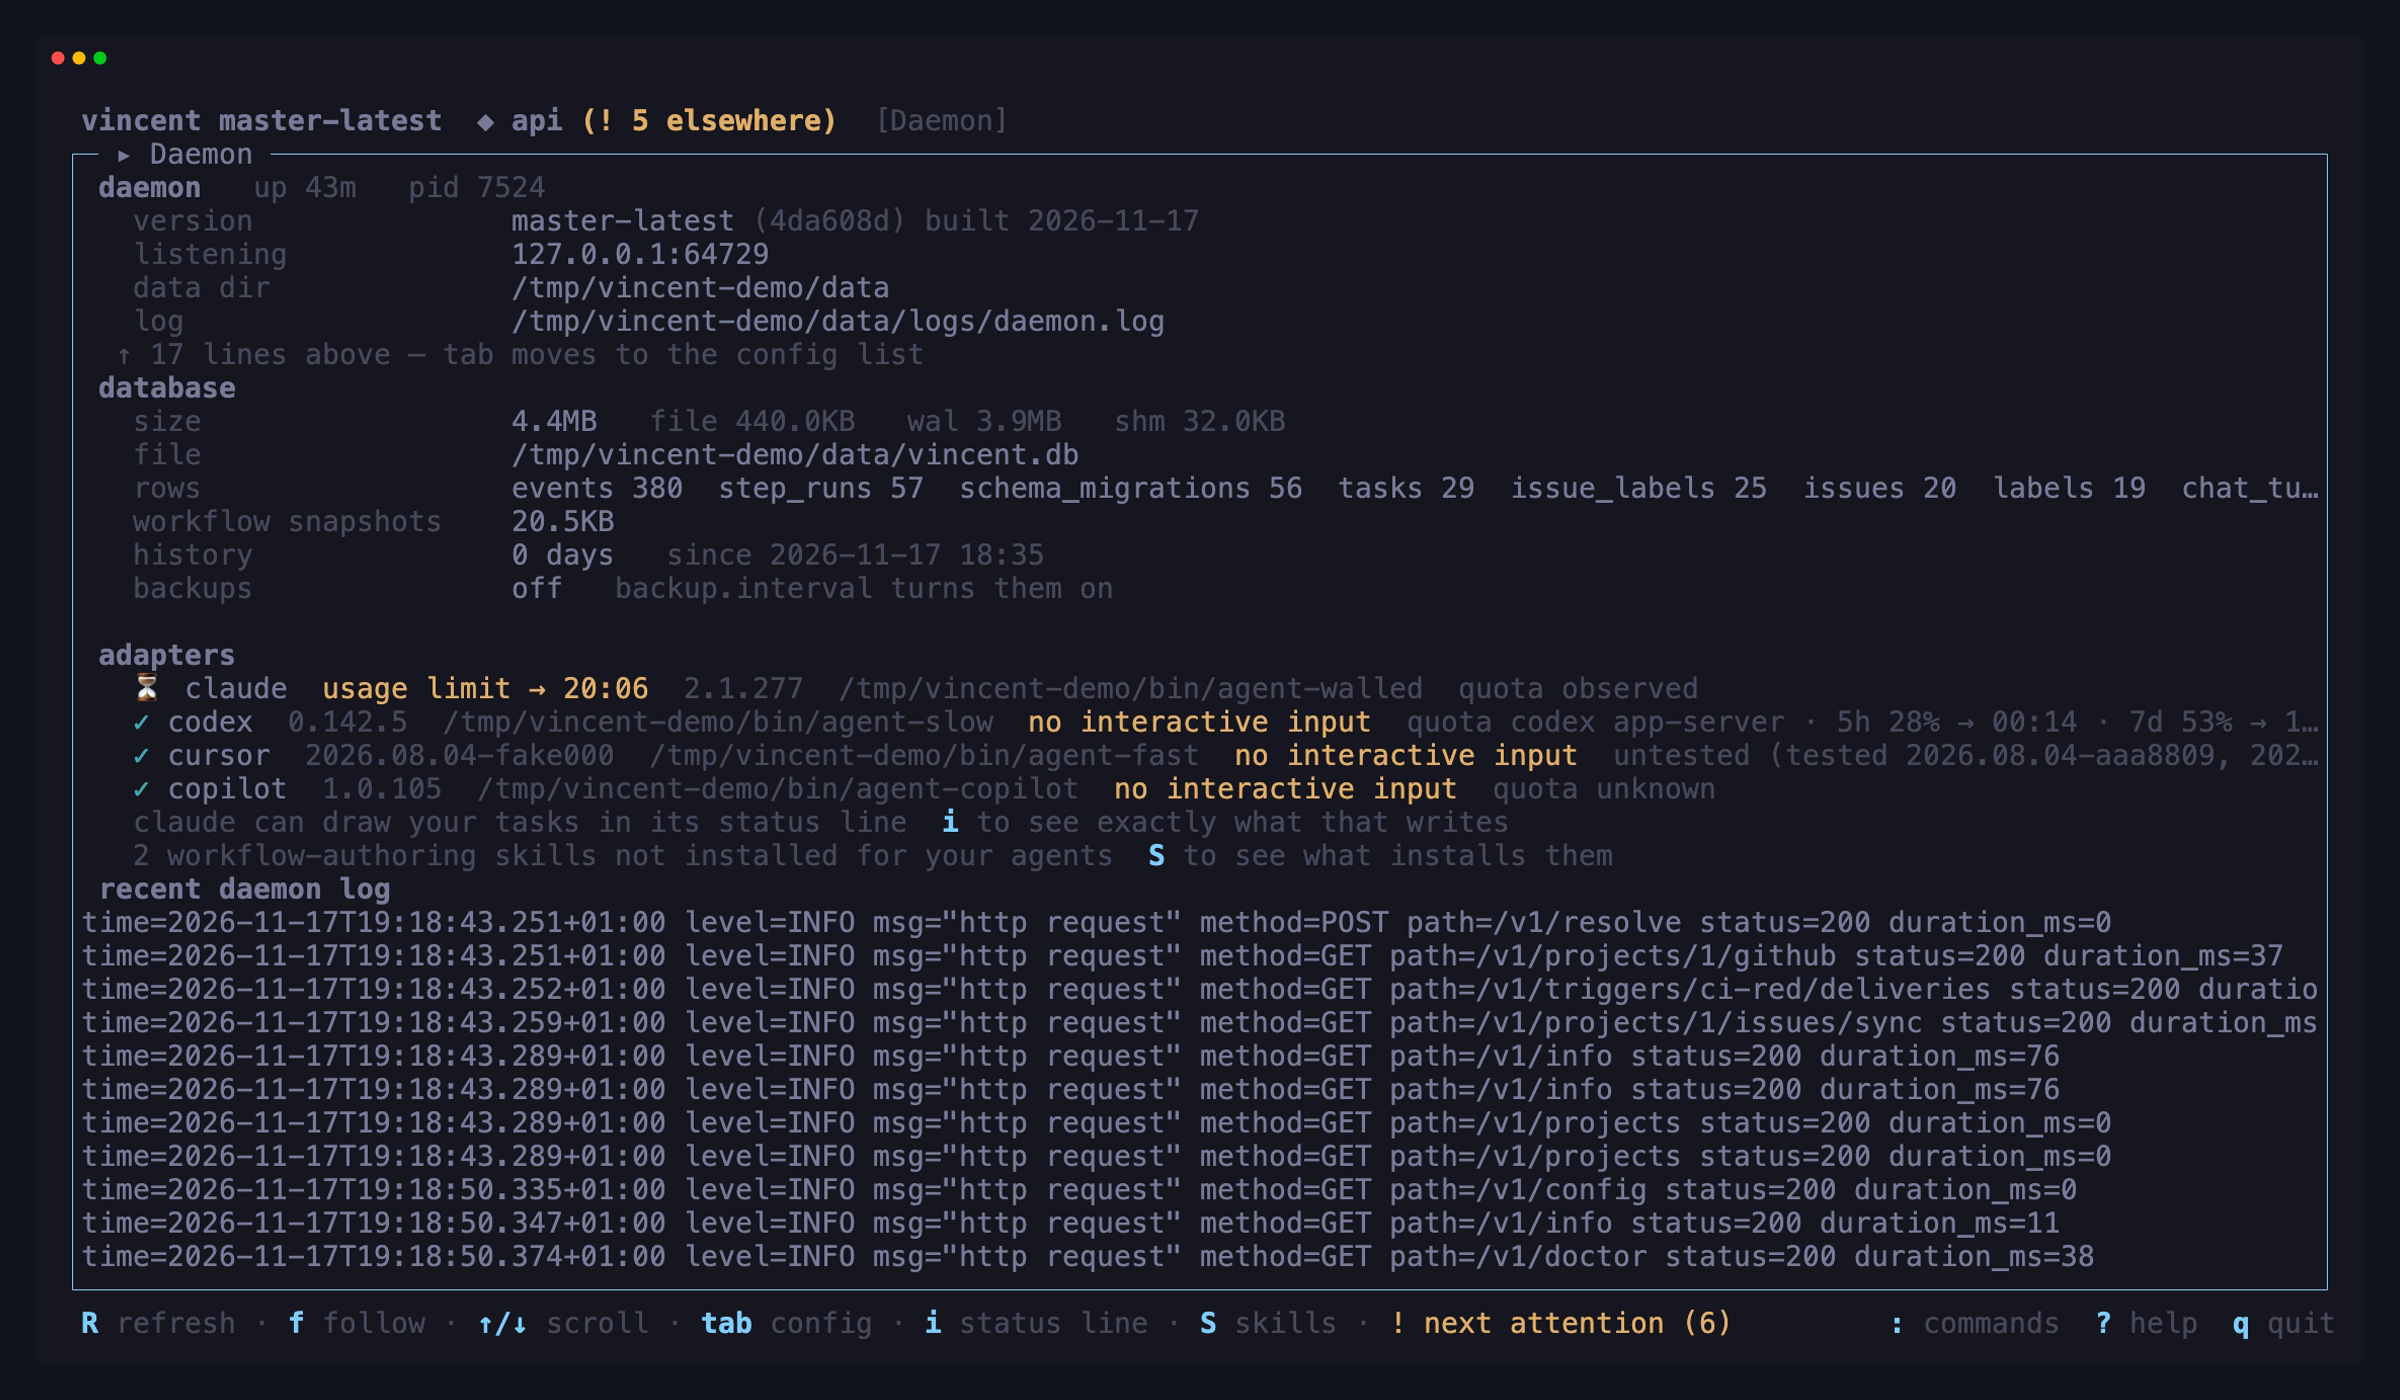 vincent master-latest ◆ api (! 5 elsewhere) [Daemon]
▸ Daemon
daemon up 43m pid 7524
version master-latest (4da608d) built 2026-11-17
listening 127.0.0.1:64729
data dir /tmp/vincent-demo/data
log /tmp/vincent-demo/data/logs/daemon.log
↑ 17 lines above — tab moves to the config list
database
size 4.4MB file 440.0KB wal 3.9MB shm 32.0KB
file /tmp/vincent-demo/data/vincent.db
rows events 380 step_runs 57 schema_migrations 56 tasks 29 issue_labels 25 issues 20 labels 19 chat_tu…
workflow snapshots 20.5KB
history 0 days since 2026-11-17 18:35
backups off backup.interval turns them on
adapters
⏳ claude usage limit → 20:06 2.1.277 /tmp/vincent-demo/bin/agent-walled quota observed
✓ codex 0.142.5 /tmp/vincent-demo/bin/agent-slow no interactive input quota codex app-server · 5h 28% → 00:14 · 7d 53% → 1…
✓ cursor 2026.08.04-fake000 /tmp/vincent-demo/bin/agent-fast no interactive input untested (tested 2026.08.04-aaa8809, 202…
✓ copilot 1.0.105 /tmp/vincent-demo/bin/agent-copilot no interactive input quota unknown
claude can draw your tasks in its status line i to see exactly what that writes
2 workflow-authoring skills not installed for your agents S to see what installs them
recent daemon log
time=2026-11-17T19:18:43.251+01:00 level=INFO msg="http request" method=POST path=/v1/resolve status=200 duration_ms=0
time=2026-11-17T19:18:43.251+01:00 level=INFO msg="http request" method=GET path=/v1/projects/1/github status=200 duration_ms=37
time=2026-11-17T19:18:43.252+01:00 level=INFO msg="http request" method=GET path=/v1/triggers/ci-red/deliveries status=200 duratio
time=2026-11-17T19:18:43.259+01:00 level=INFO msg="http request" method=GET path=/v1/projects/1/issues/sync status=200 duration_ms
time=2026-11-17T19:18:43.289+01:00 level=INFO msg="http request" method=GET path=/v1/info status=200 duration_ms=76
time=2026-11-17T19:18:43.289+01:00 level=INFO msg="http request" method=GET path=/v1/info status=200 duration_ms=76
time=2026-11-17T19:18:43.289+01:00 level=INFO msg="http request" method=GET path=/v1/projects status=200 duration_ms=0
time=2026-11-17T19:18:43.289+01:00 level=INFO msg="http request" method=GET path=/v1/projects status=200 duration_ms=0
time=2026-11-17T19:18:50.335+01:00 level=INFO msg="http request" method=GET path=/v1/config status=200 duration_ms=0
time=2026-11-17T19:18:50.347+01:00 level=INFO msg="http request" method=GET path=/v1/info status=200 duration_ms=11
time=2026-11-17T19:18:50.374+01:00 level=INFO msg="http request" method=GET path=/v1/doctor status=200 duration_ms=38
R refresh · f follow · ↑/↓ scroll · tab config · i status line · S skills · ! next attention (6) : commands ? help q quit